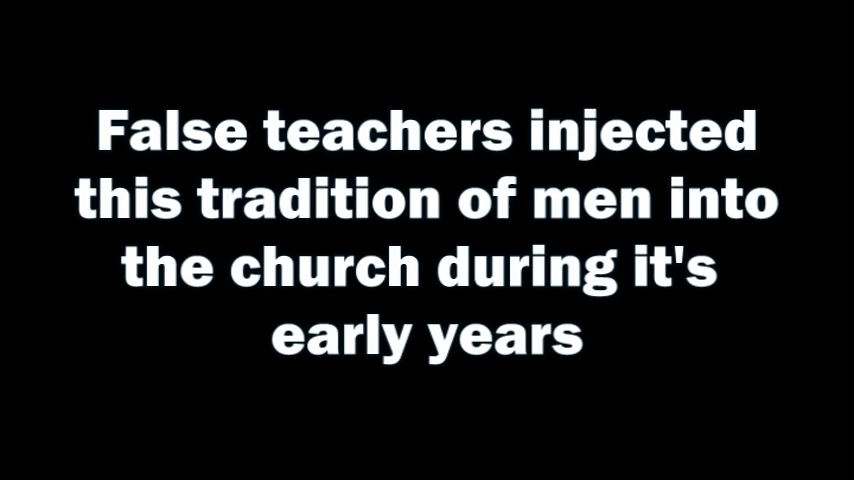 False teachers injected
this tradition of men into
the church during it's
early years